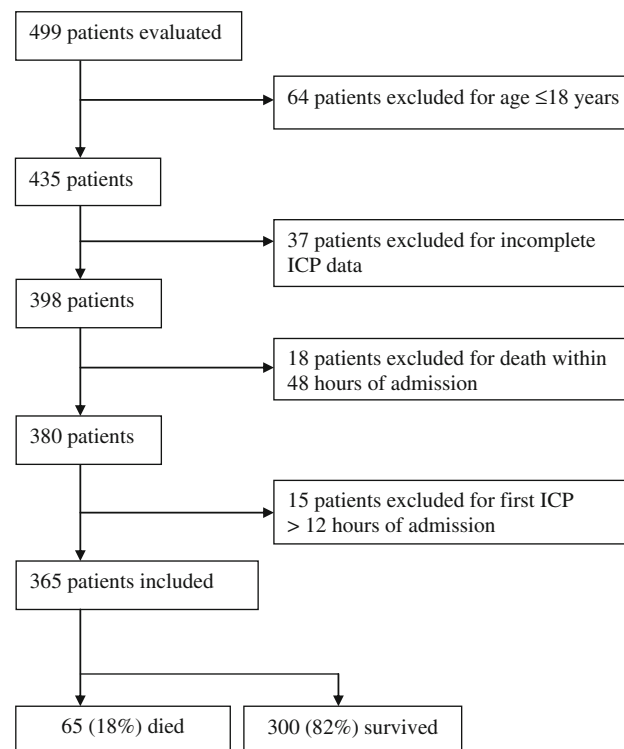 499 patients evaluated
64 patients excluded for age ≤18 years
435 patients
37 patients excluded for incomplete
ICP data
398 patients
18 patients excluded for death within
48 hours of admission
380 patients
15 patients excluded for first ICP
> 12 hours of admission
365 patients included
65 (18%) died
300 (82%) survived